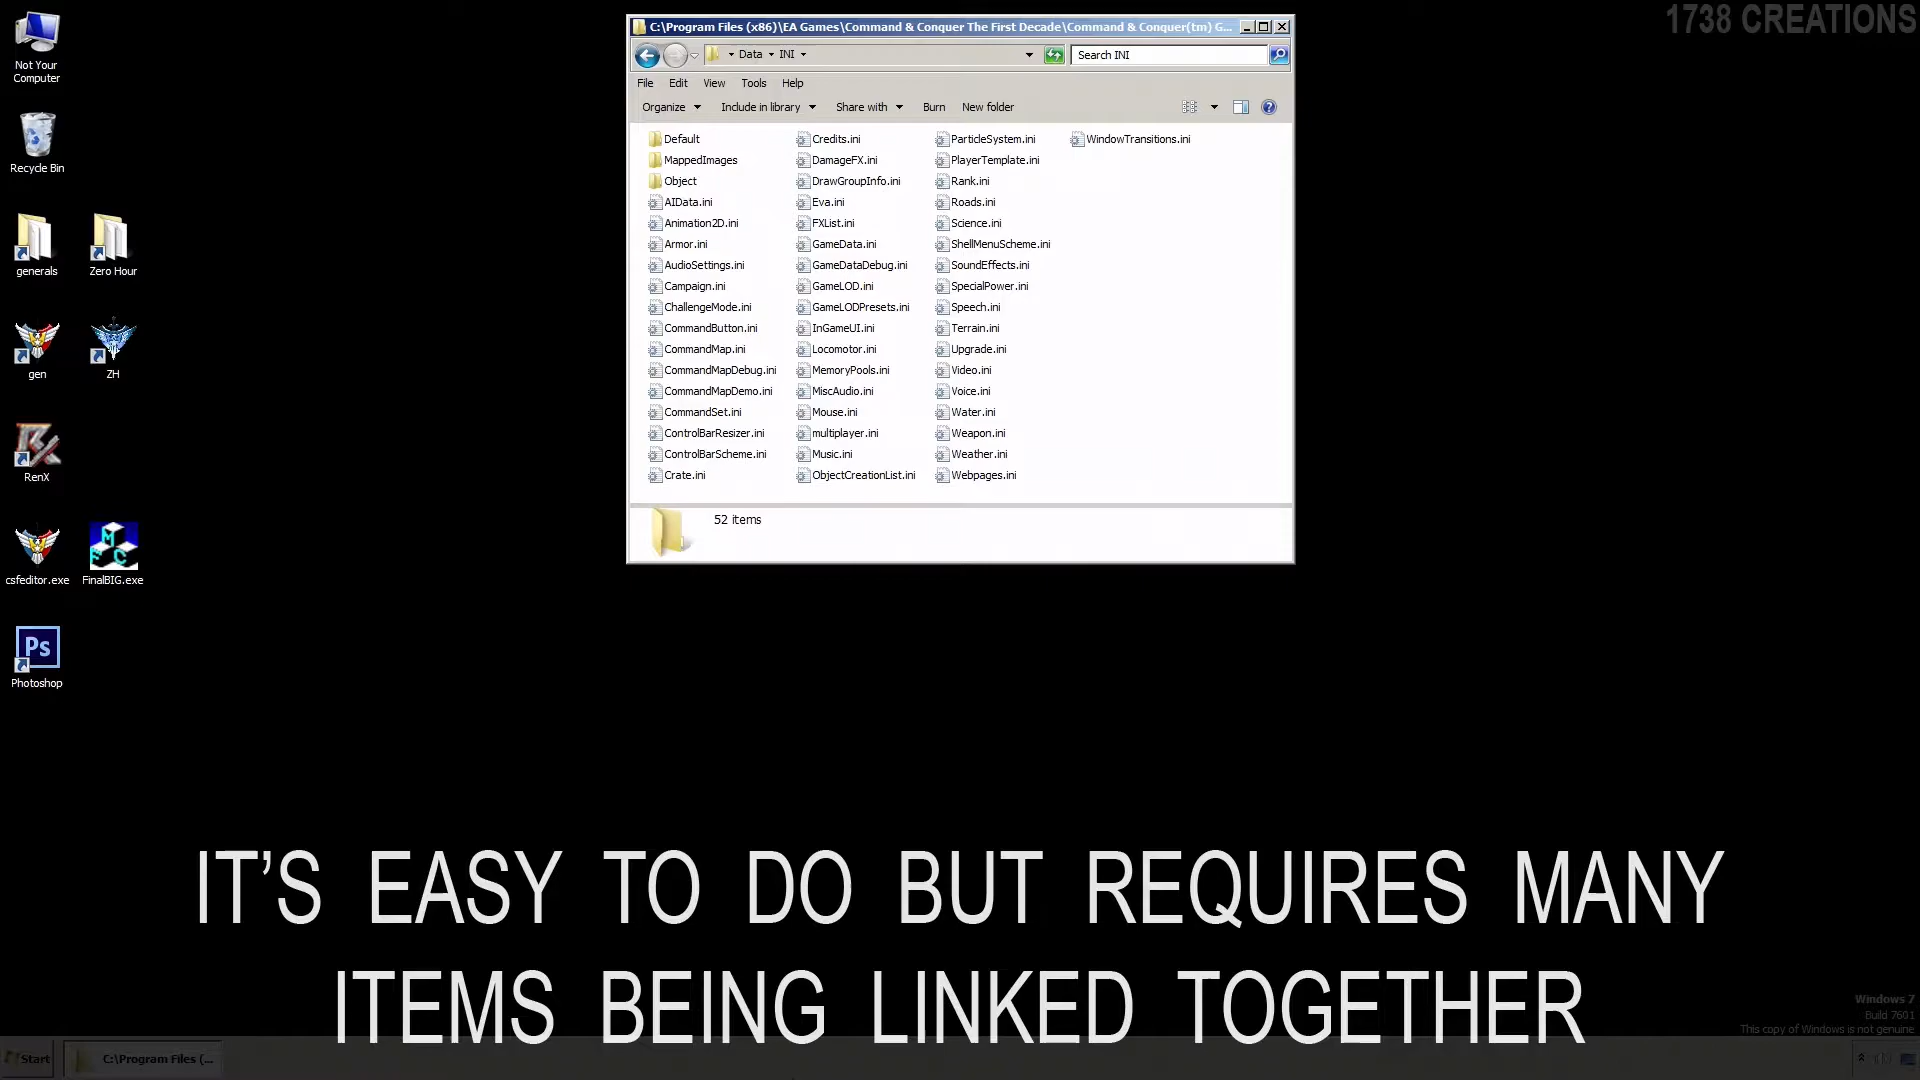 1738 CREATIONS
Not Your
Computer
Recycle Bin
generals
Zero Hour
gen
ZH
RenX
csfeditor.exe
FinalBIG.exe
Ps
Photoshop
C:\Program Files (x86)\EA Games\Command & Conquer The First Decade\Command & Conquer(tm) G...
Data
INI
Search INI
File Edit View Tools Help
Organize Include in library Share with Burn New folder
Default
MappedImages
Object
AIData.ini
Animation2D.ini
Armor.ini
AudioSettings.ini
Campaign.ini
ChallengeMode.ini
CommandButton.ini
CommandMap.ini
CommandMapDebug.ini
CommandMapDemo.ini
CommandSet.ini
ControlBarResizer.ini
ControlBarScheme.ini
Crate.ini
Credits.ini
DamageFX.ini
DrawGroupInfo.ini
Eva.ini
FXList.ini
GameData.ini
GameDataDebug.ini
GameLOD.ini
GameLODPresets.ini
InGameUI.ini
Locomotor.ini
MemoryPools.ini
MiscAudio.ini
Mouse.ini
multiplayer.ini
Music.ini
ObjectCreationList.ini
ParticleSystem.ini
PlayerTemplate.ini
Rank.ini
Roads.ini
Science.ini
ShellMenuScheme.ini
SoundEffects.ini
SpecialPower.ini
Speech.ini
Terrain.ini
Upgrade.ini
Video.ini
Voice.ini
Water.ini
Weapon.ini
Weather.ini
Webpages.ini
WindowTransitions.ini
52 items
IT'S EASY TO DO BUT REQUIRES MANY
ITEMS BEING LINKED TOGETHER
Windows 7
Build 7601
This copy of Windows is not genuine
Start
C:\Program Files (...